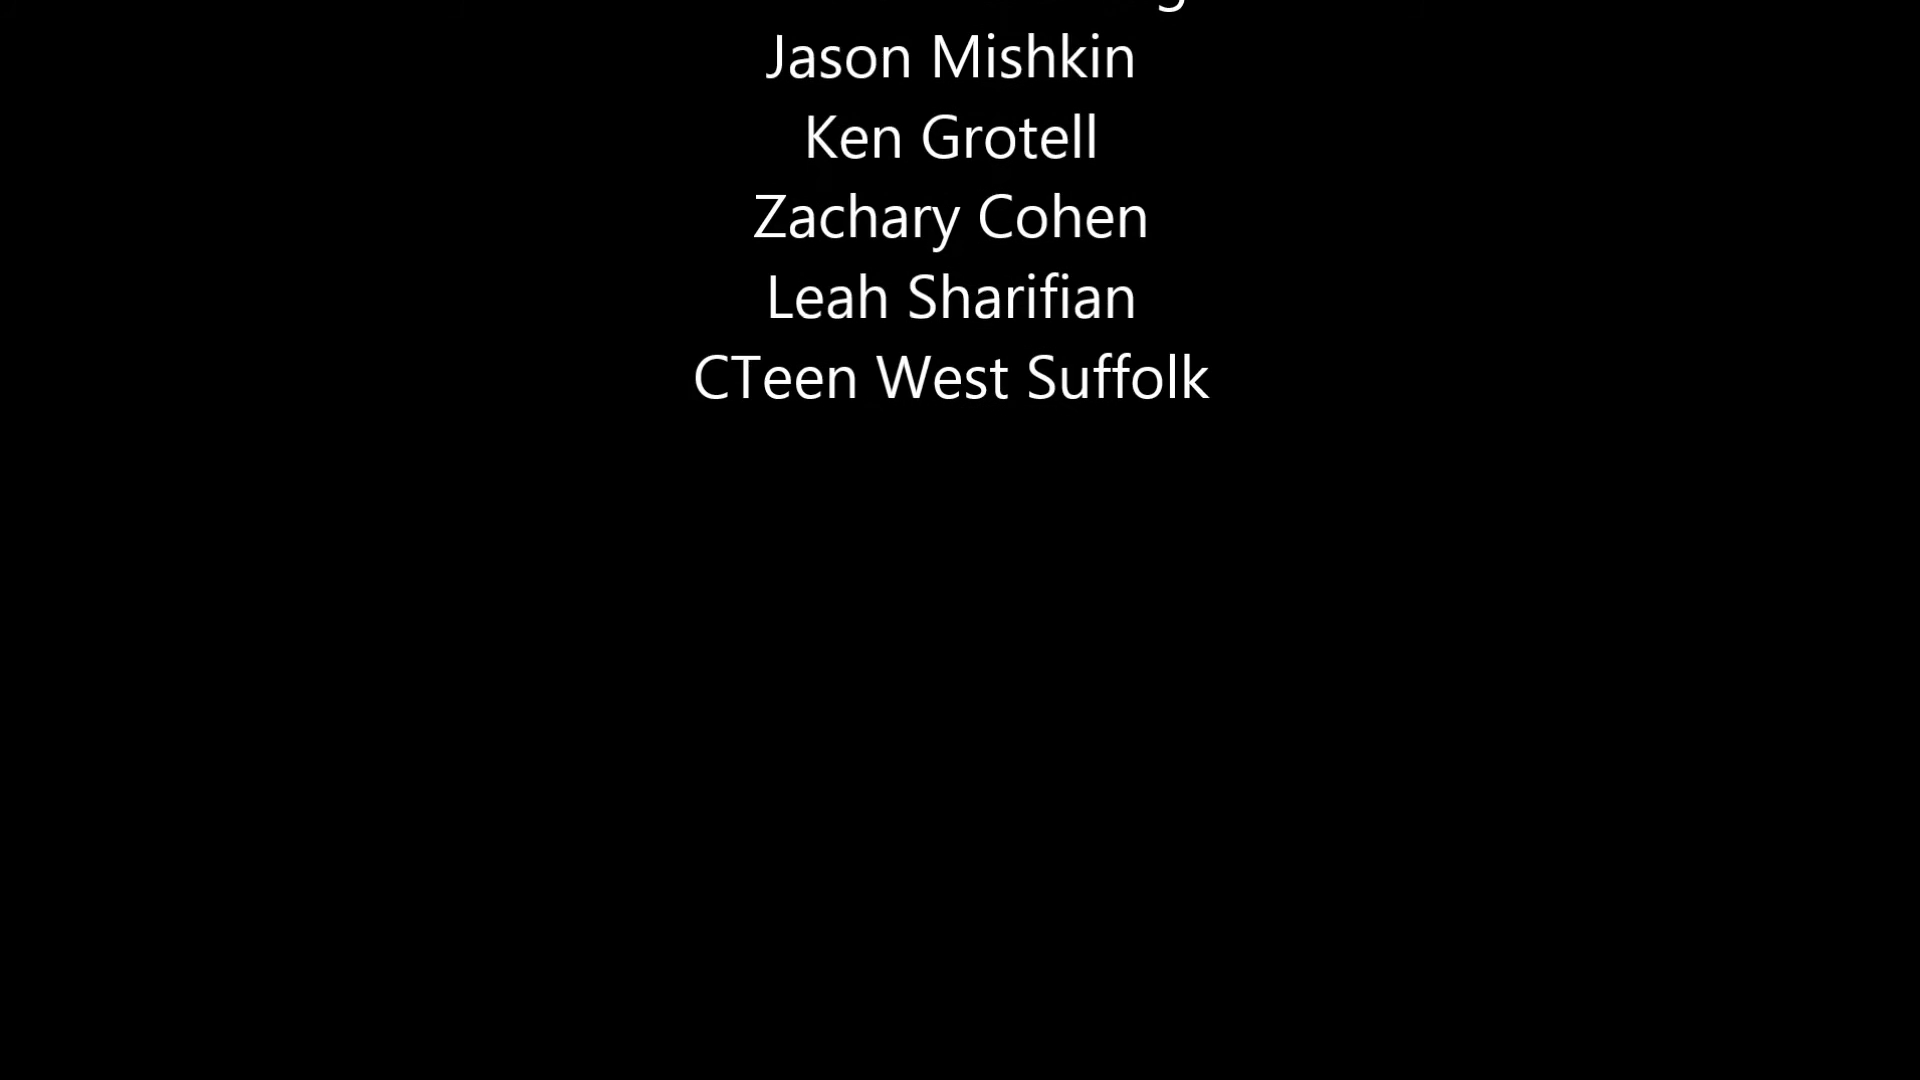 Jason Mishkin
Ken Grotell
Zachary Cohen
Leah Sharifian
CTeen West Suffolk